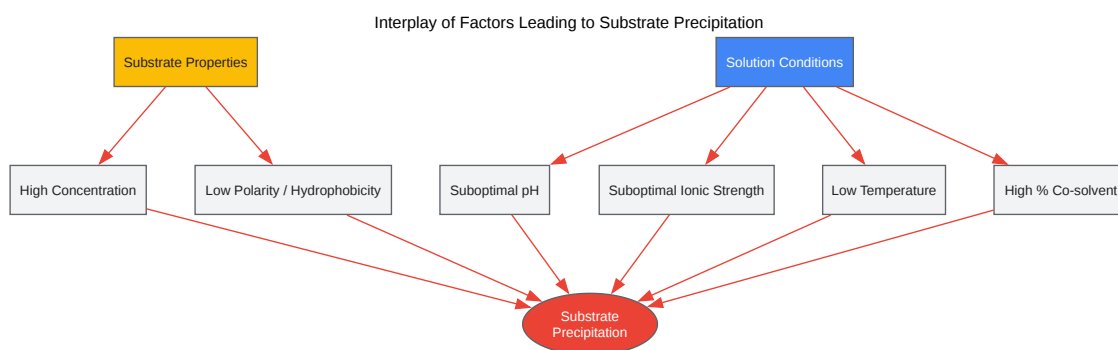 Interplay of Factors Leading to Substrate Precipitation
Substrate Properties
Solution Conditions
High Concentration
Low Polarity / Hydrophobicity
Suboptimal pH
Suboptimal Ionic Strength
Low Temperature
High % Co-solvent
Substrate
Precipitation